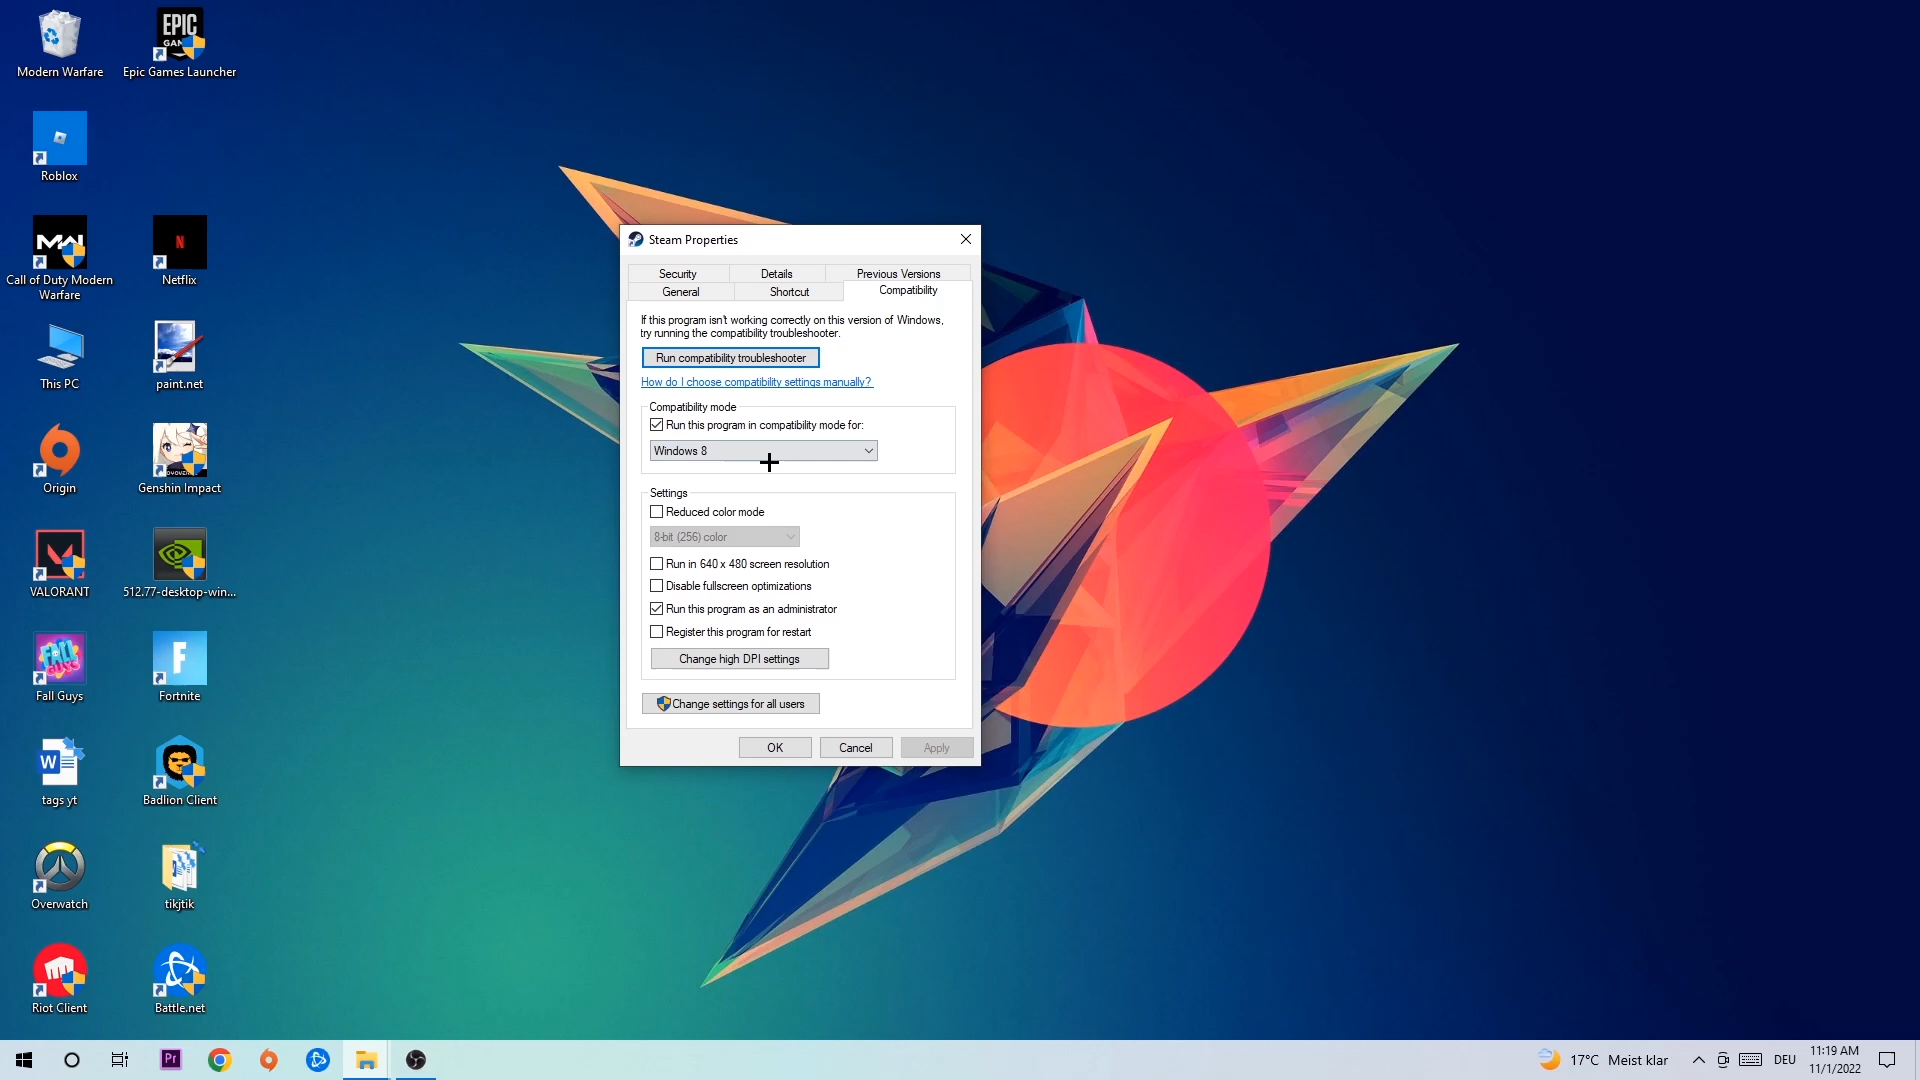 Modern Warfare
EPIC
GAMES
Epic Games Launcher
Roblox
MW
Call of Duty Modern
Warfare
N
Netflix
This PC
paint.net
Origin
Genshin Impact
VALORANT
512.77-desktop-win...
FALL
GUYS
Fall Guys
F
Fortnite
W
tags yt
Badlion Client
Overwatch
tikjtik
Riot Client
Battle.net
Steam Properties
Security
Details
Previous Versions
General
Shortcut
Compatibility
If this program isn't working correctly on this version of Windows,
try running the compatibility troubleshooter.
Run compatibility troubleshooter
How do I choose compatibility settings manually?
Compatibility mode
Run this program in compatibility mode for:
Windows 8
Settings
Reduced color mode
8-bit (256) color
Run in 640 x 480 screen resolution
Disable fullscreen optimizations
Run this program as an administrator
Register this program for restart
Change high DPI settings
Change settings for all users
OK
Cancel
Apply
Pr
17°C Meist klar
DEU
11:19 AM
11/1/2022